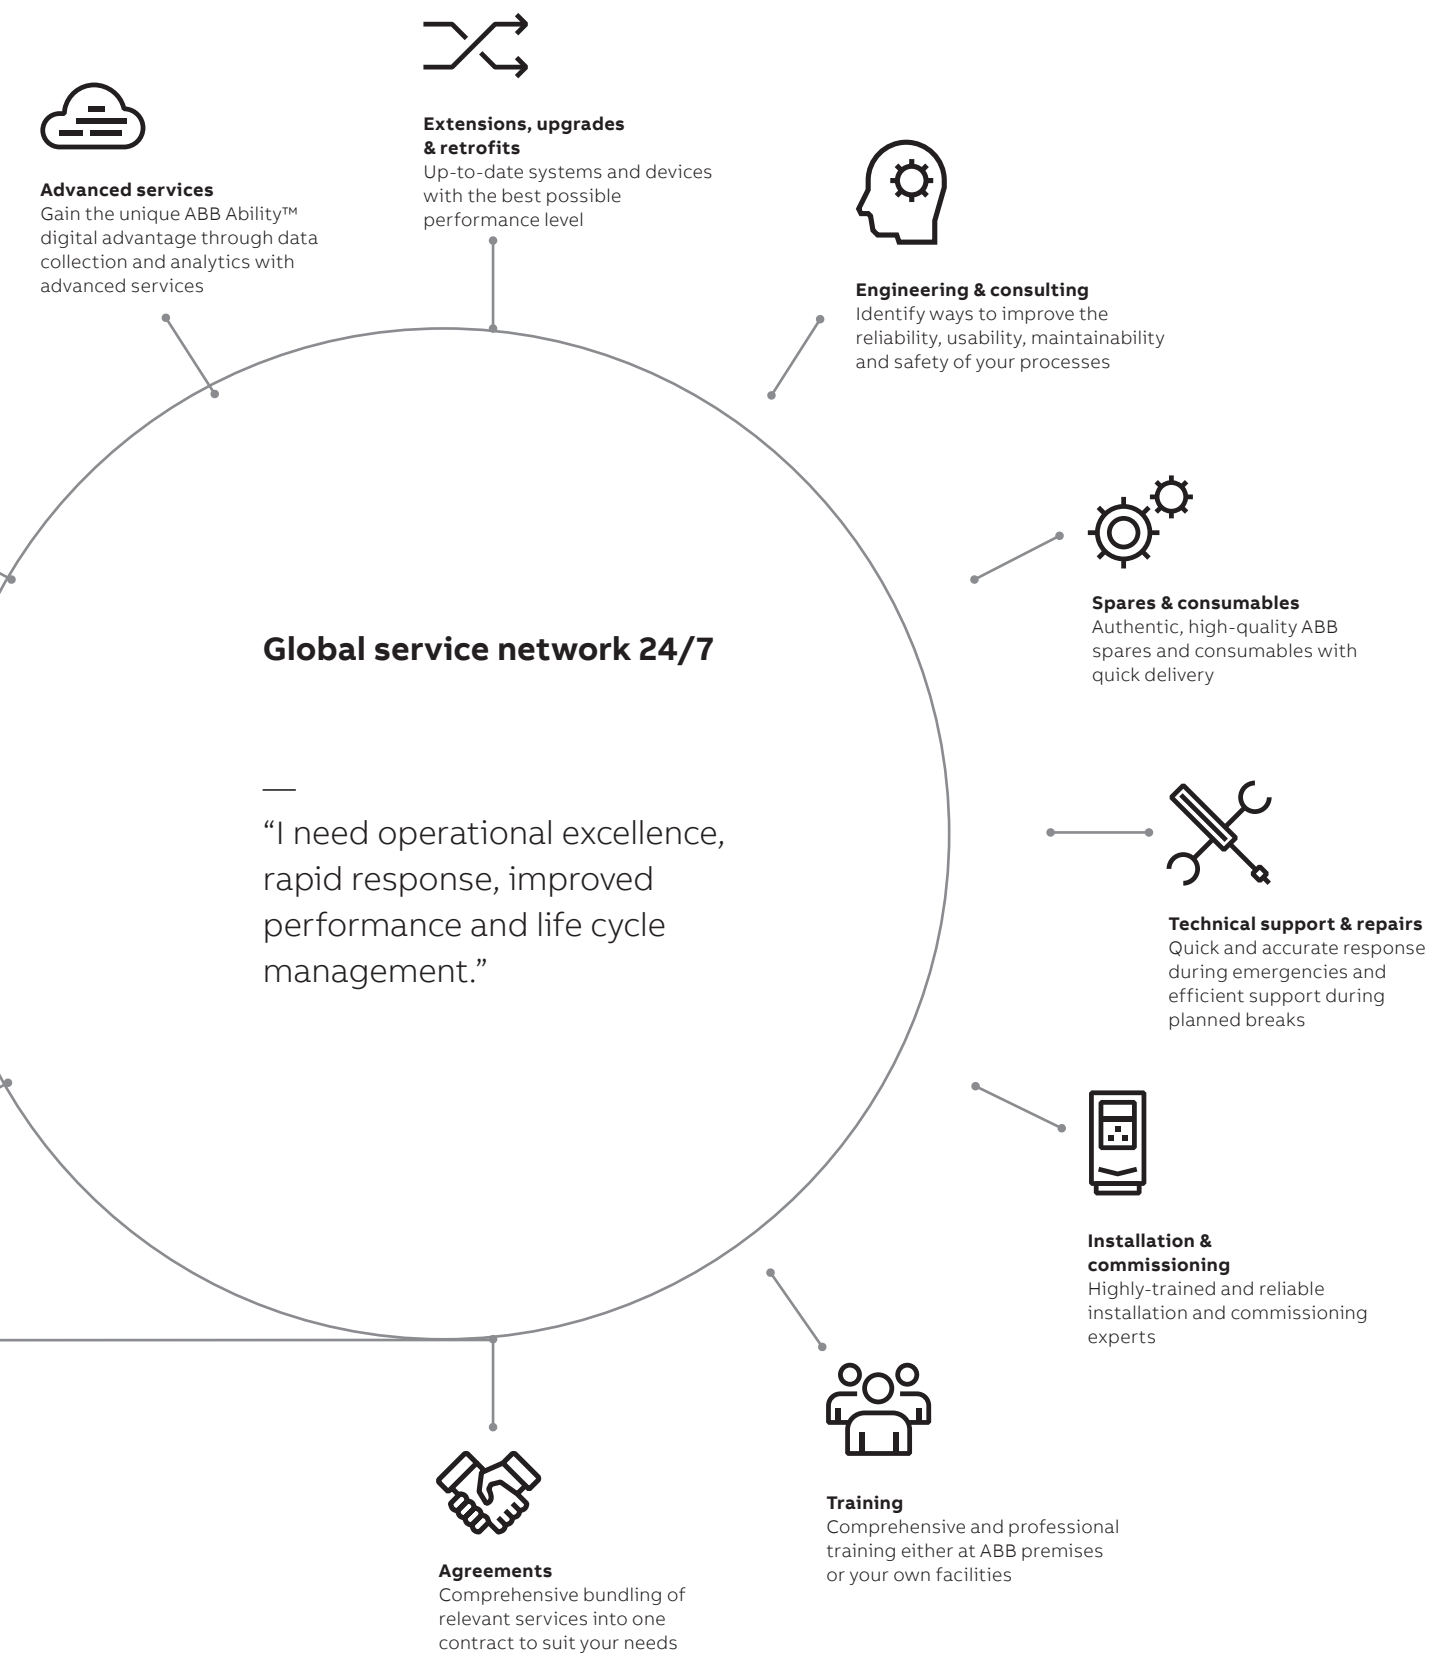 Extensions, upgrades
& retrofits
Up-to-date systems and devices
with the best possible
performance level
Advanced services
Gain the unique ABB Ability™
digital advantage through data
collection and analytics with
advanced services
Engineering & consulting
Identify ways to improve the
reliability, usability, maintainability
and safety of your processes
Spares & consumables
Authentic, high-quality ABB
spares and consumables with
quick delivery
Global service network 24/7
“I need operational excellence,
rapid response, improved
performance and life cycle
management.”
Technical support & repairs
Quick and accurate response
during emergencies and
efficient support during
planned breaks
Installation &
commissioning
Highly-trained and reliable
installation and commissioning
experts
Training
Comprehensive and professional
training either at ABB premises
or your own facilities
Agreements
Comprehensive bundling of
relevant services into one
contract to suit your needs